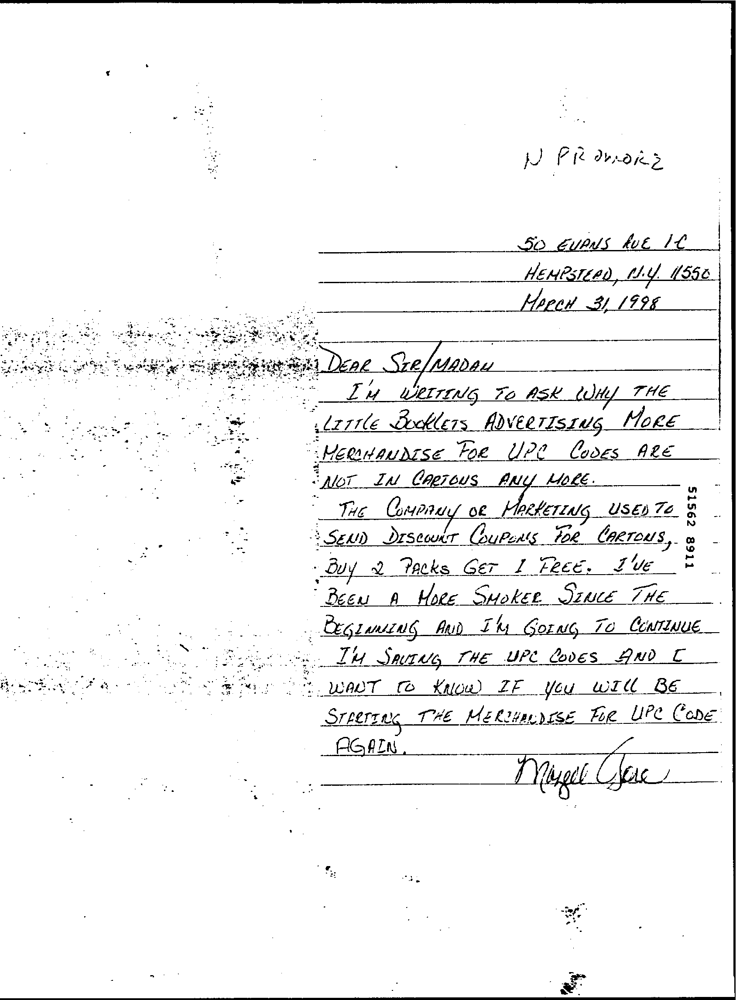 50 EVANS AVE 1-C
HEMPSTEAD, N.Y. 11550
MARCH 31, 1998
DEAR SIR/MADAM
I'M WRITING TO ASK WHY THE
LITTLE BOOKLETS ADVERTISING MORE
MERCHANDISE FOR UPC CODES ARE
NOT IN CARTONS ANY MORE.
THE COMPANY OR MARKETING USED TO
SEND DISCOUNT COUPONS FOR CARTONS,
BUY 2 PACKS GET 1 FREE. I'VE
BEEN A MORE SMOKER SINCE THE
BEGINNING AND I'M GOING TO CONTINUE
I'M SAVING THE UPC CODES AND I
WANT TO KNOW IF YOU WILL BE
STARTING THE MERCHANDISE FOR UPC CODE
AGAIN.
51562 8911